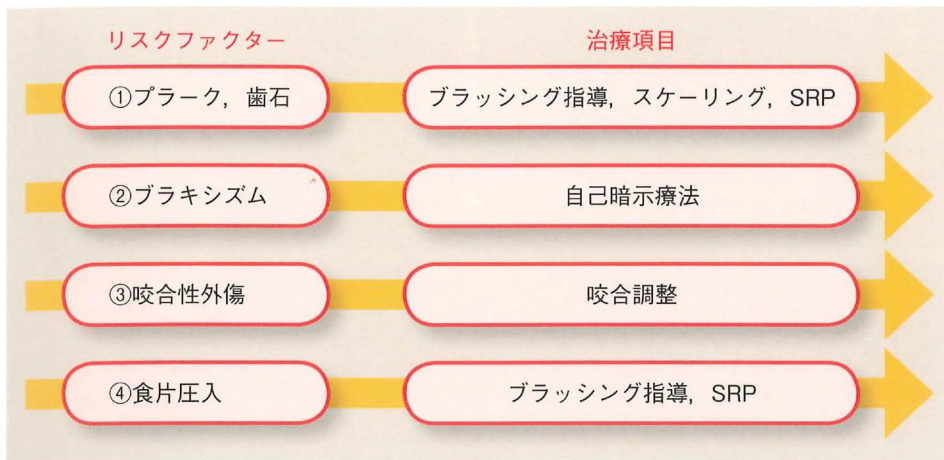 リスクファクター 治療項目
①プラーク，歯石 ブラッシング指導，スケーリング，SRP
②ブラキシズム 自己暗示療法
③咬合性外傷 咬合調整
④食片圧入 ブラッシング指導，SRP